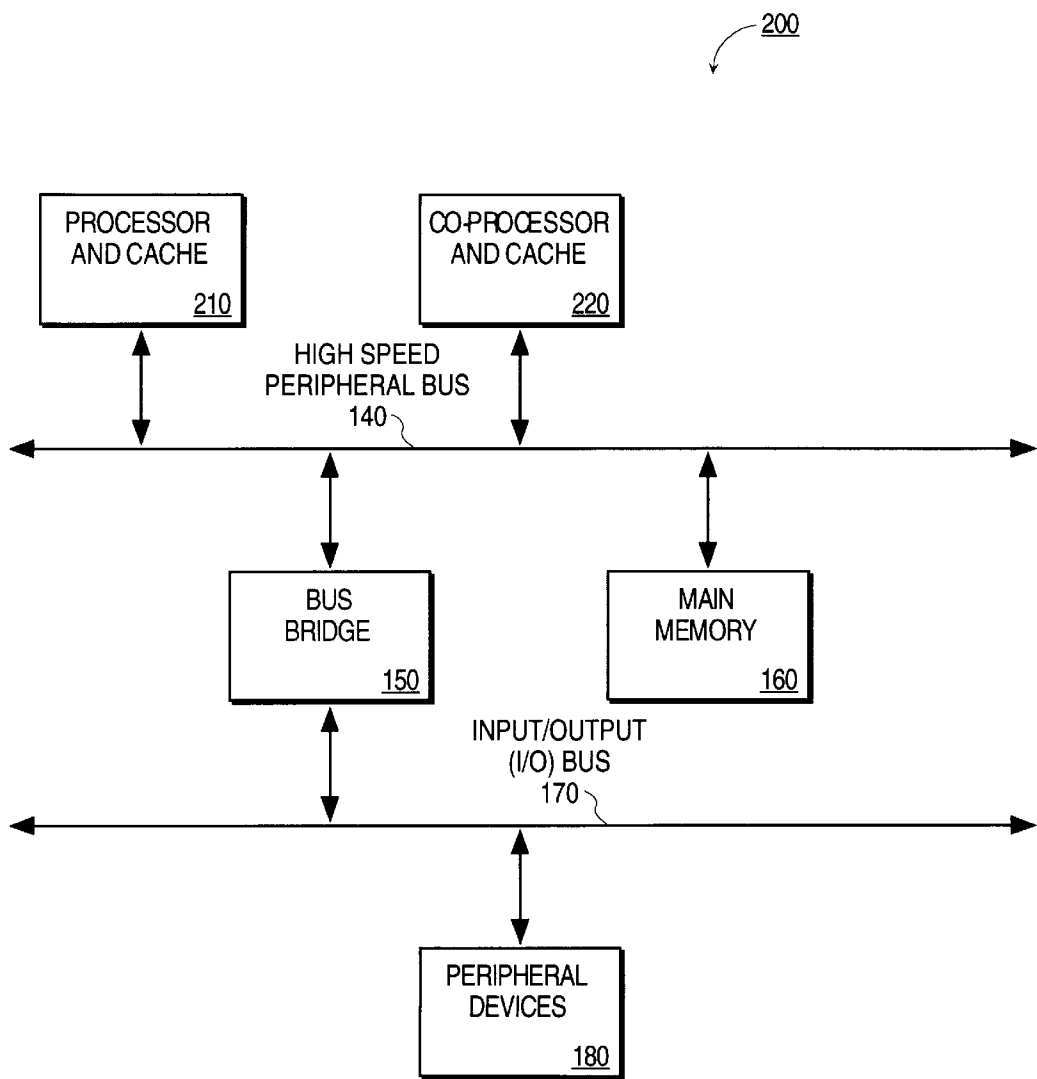 200
PROCESSOR
AND CACHE
210
CO-PROCESSOR
AND CACHE
220
HIGH SPEED
PERIPHERAL BUS
140
BUS
BRIDGE
150
MAIN
MEMORY
160
INPUT/OUTPUT
(I/O) BUS
170
PERIPHERAL
DEVICES
180